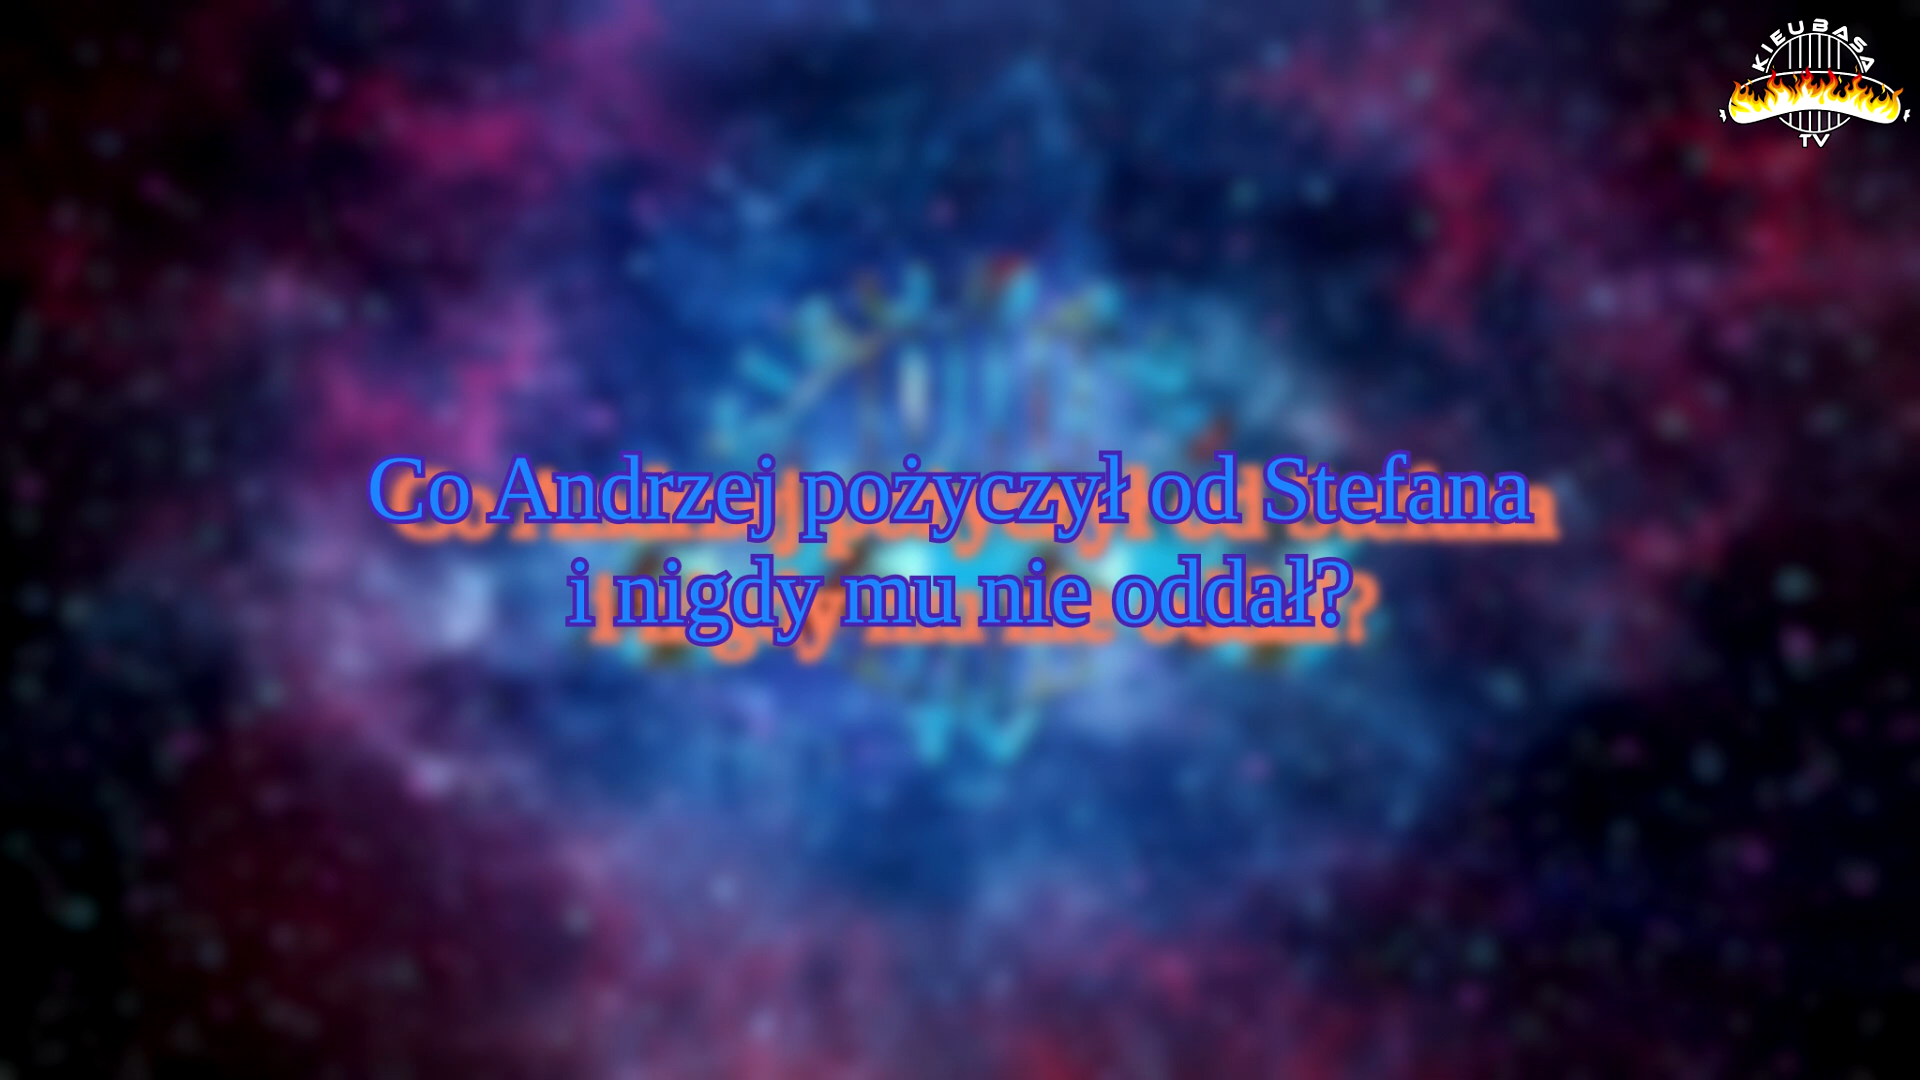 KIEUBASA
TV
Co Andrzej pożyczył od Stefana
i nigdy mu nie oddał?